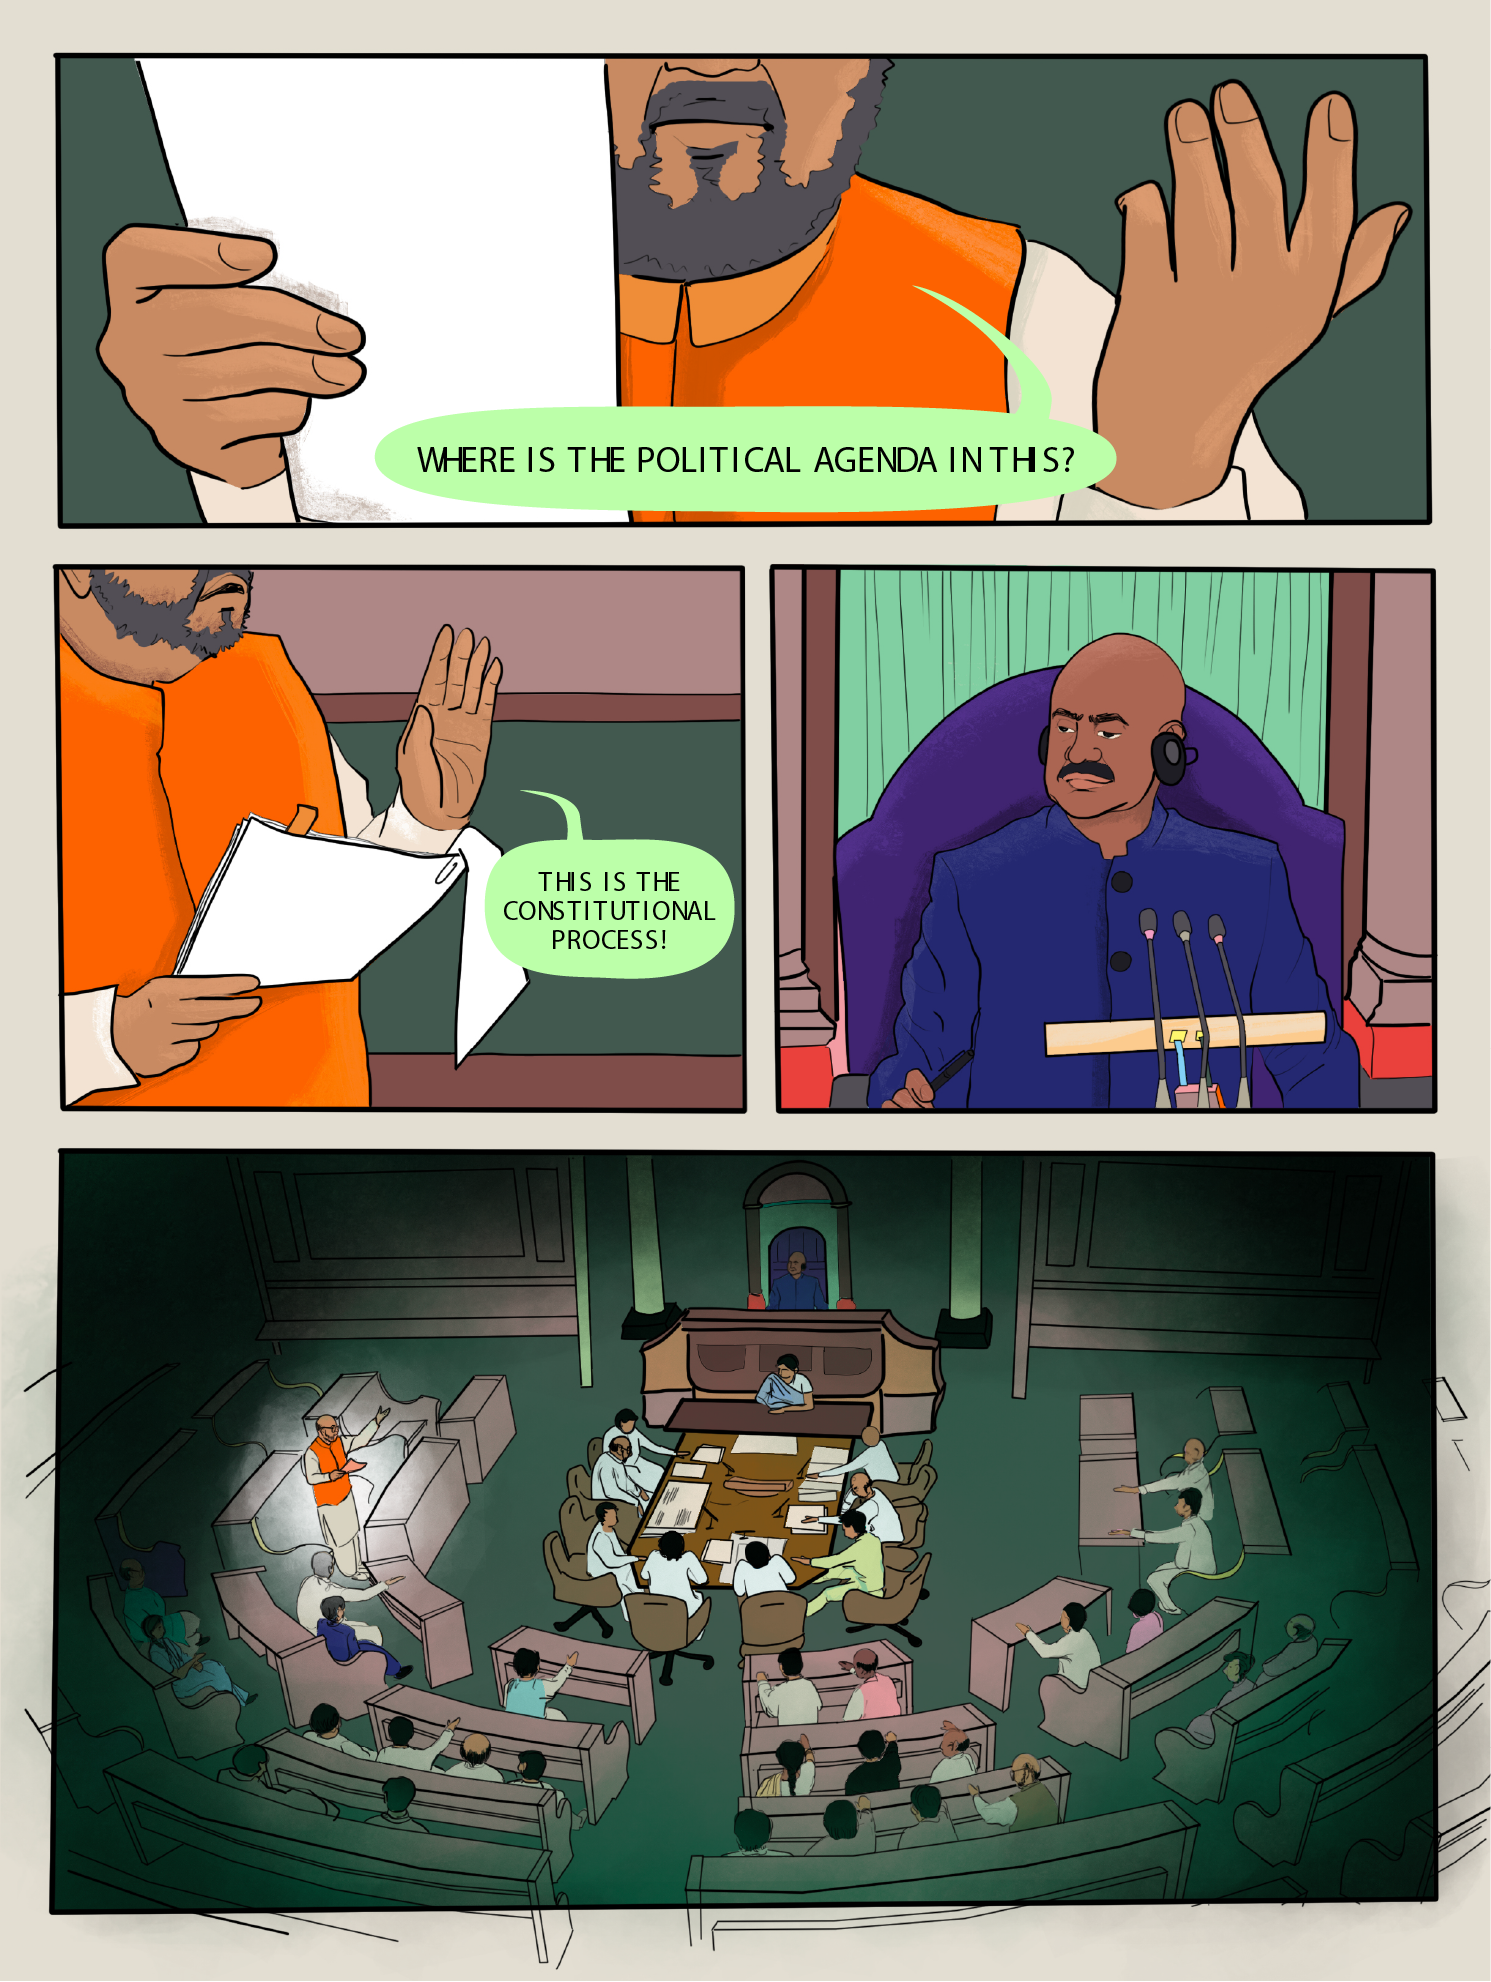 WHERE IS THE POLITICAL AGENDA IN THIS?
THIS IS THE
CONSTITUTIONAL
PROCESS!